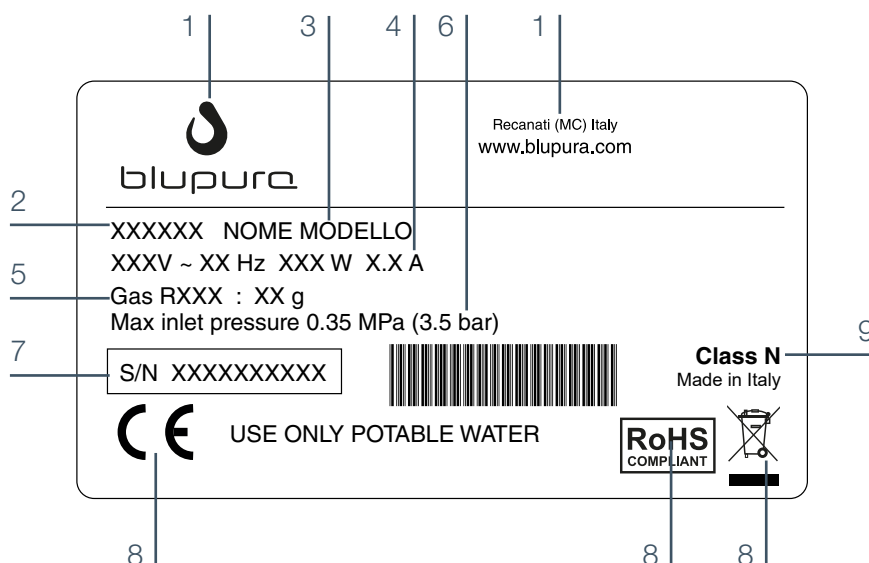 1 3 4 6 1
blupura
Recanati (MC) Italy
www.blupura.com
2
XXXXXX NOME MODELLO
XXXV ~ XX Hz XXX W X.X A
5
Gas RXXX : XX g
Max inlet pressure 0.35 MPa (3.5 bar)
7
S/N XXXXXXXXXX
Class N
9
Made in Italy
CE
USE ONLY POTABLE WATER
RoHS
COMPLIANT
8 8 8